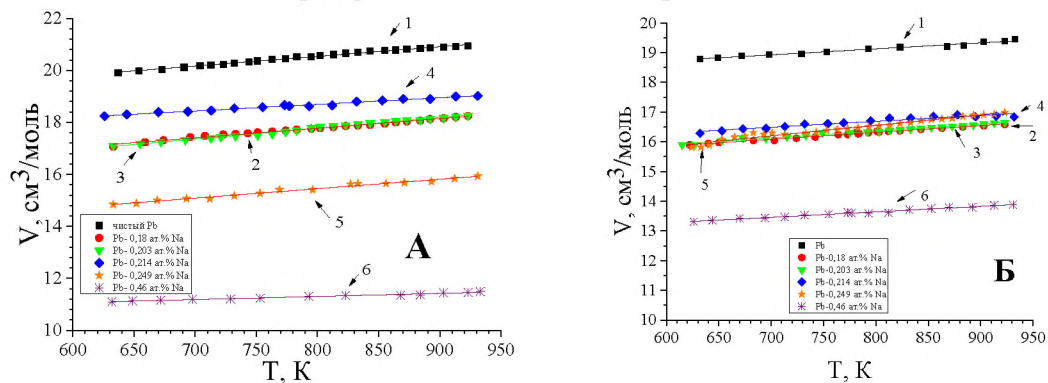 22
20
18
16
14
12
10
600
650
700
750
800
850
900
950
V, см³/моль
T, K
1
4
3
2
5
6
А
чистый Pb
Pb- 0,18 ат.% Na
Pb- 0,203 ат.% Na
Pb- 0,214 ат.% Na
Pb- 0,249 ат.% Na
Pb- 0,46 ат.% Na
20
19
18
17
16
15
14
13
12
11
10
600
650
700
750
800
850
900
950
V, см³/моль
T, K
1
4
2
3
5
6
Б
Pb
Pb-0,18 ат.% Na
Pb-0,203 ат.% Na
Pb-0,214 ат.% Na
Pb-0,249 ат.% Na
Pb-0,46 ат.% Na